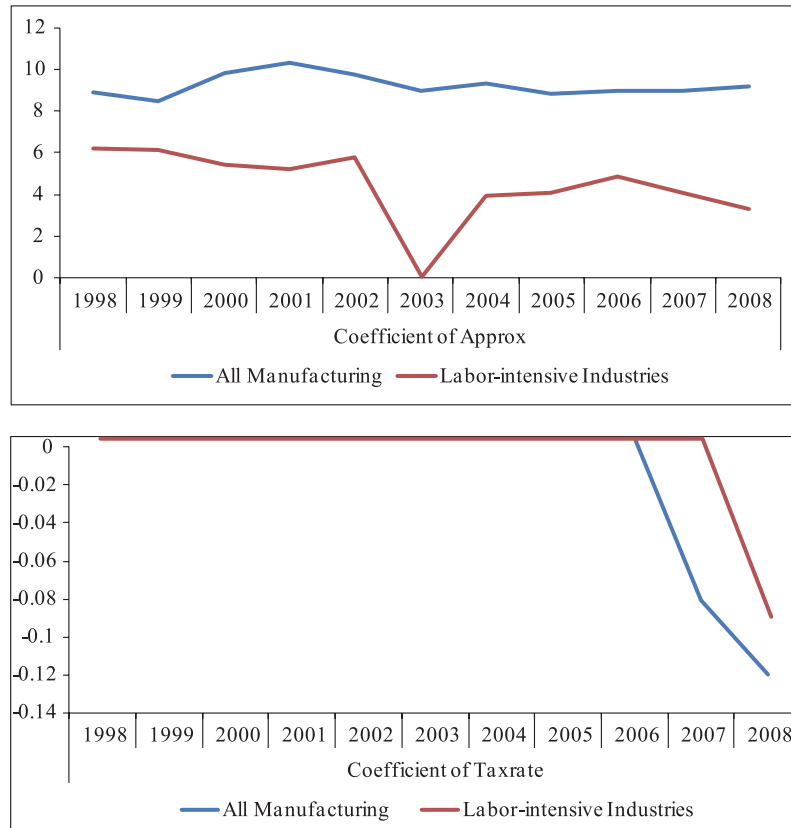 12
10
8
6
4
2
0
1998 1999 2000 2001 2002 2003 2004 2005 2006 2007 2008
Coefficient of Approx
All Manufacturing Labor-intensive Industries
0
-0.02
-0.04
-0.06
-0.08
-0.1
-0.12
-0.14
1998 1999 2000 2001 2002 2003 2004 2005 2006 2007 2008
Coefficient of Taxrate
All Manufacturing Labor-intensive Industries